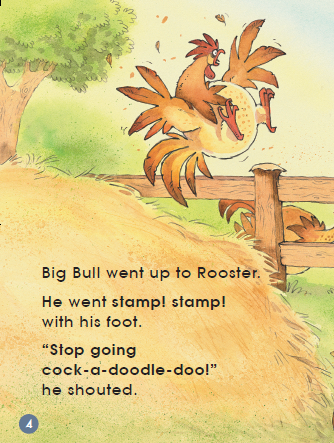 Big Bull went up to Rooster.
He went stamp! stamp!
with his foot.
“Stop going
cock-a-doodle-doo!”
he shouted.
4